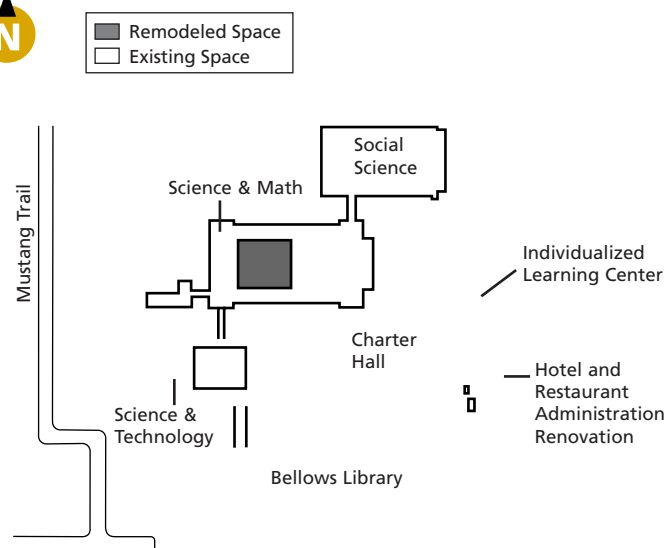 N
Remodeled Space
Existing Space
Social
Science
Science & Math
Mustang Trail
Individualized
Learning Center
Charter
Hall
Hotel and
Restaurant
Administration
Renovation
Science &
Technology
Bellows Library